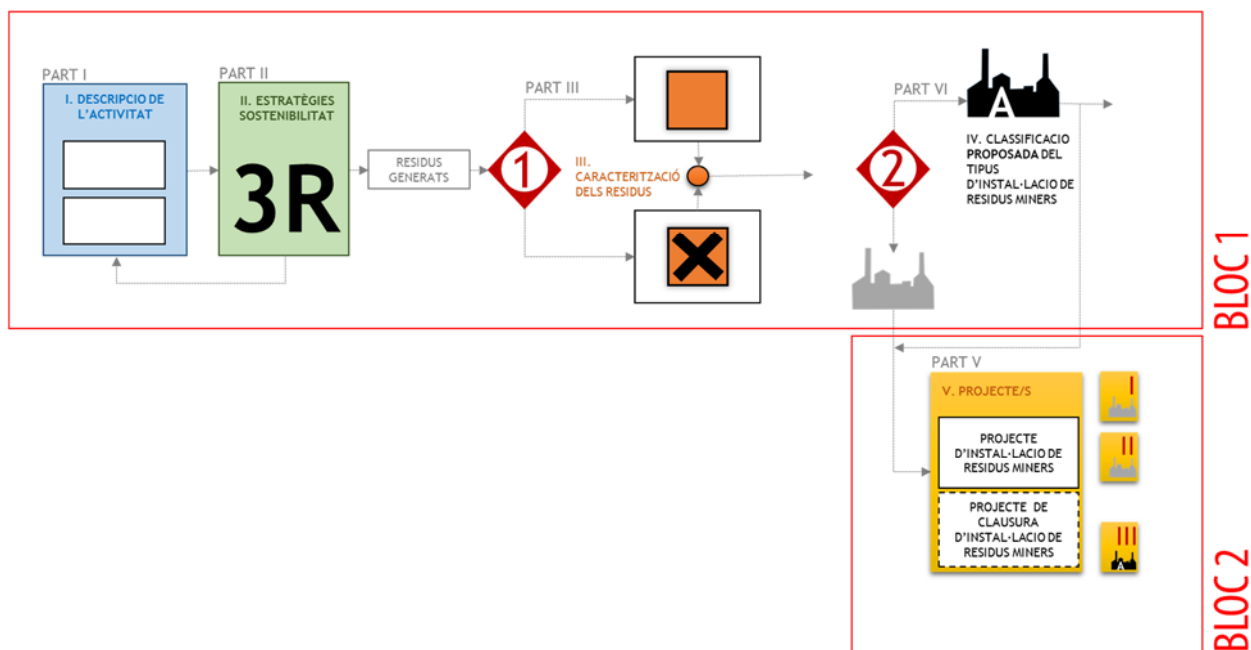 PART I
I. DESCRIPCIO DE
L'ACTIVITAT
PART II
II. ESTRATÈGIES
SOSTENIBILITAT
3R
RESIDUS
GENERATS
PART III
1
III.
CARACTERITZACIÓ
DELS RESIDUS
PART VI
2
A
IV. CLASSIFICACIO
PROPOSADA DEL
TIPUS
D'INSTAL·LACIO DE
RESIDUS MINERS
BLOC 1
PART V
V. PROJECTE/S
PROJECTE
D'INSTAL·LACIO DE
RESIDUS MINERS
PROJECTE DE
CLAUSURA
D'INSTAL·LACIO DE
RESIDUS MINERS
I
II
III
A
BLOC 2